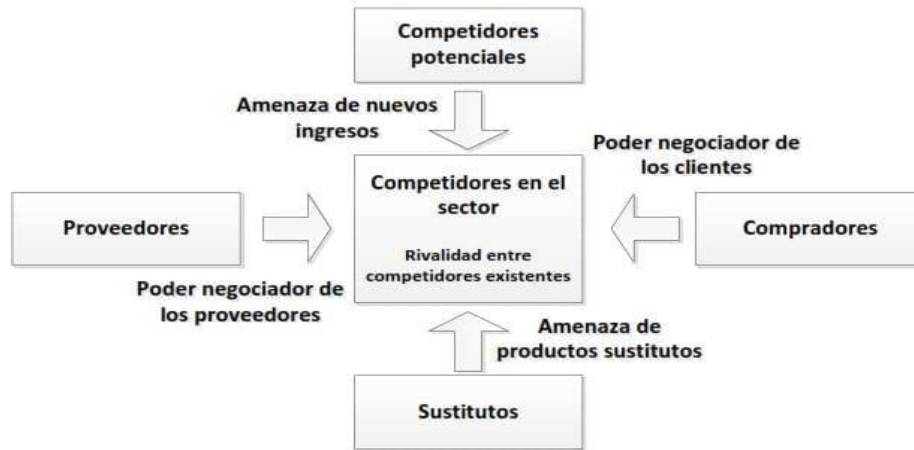 Competidores
potenciales
Amenaza de nuevos
ingresos
Poder negociador de
los clientes
Competidores en el
sector
Rivalidad entre
competidores existentes
Proveedores
Compradores
Poder negociador de
los proveedores
Amenaza de
productos sustitutos
Sustitutos